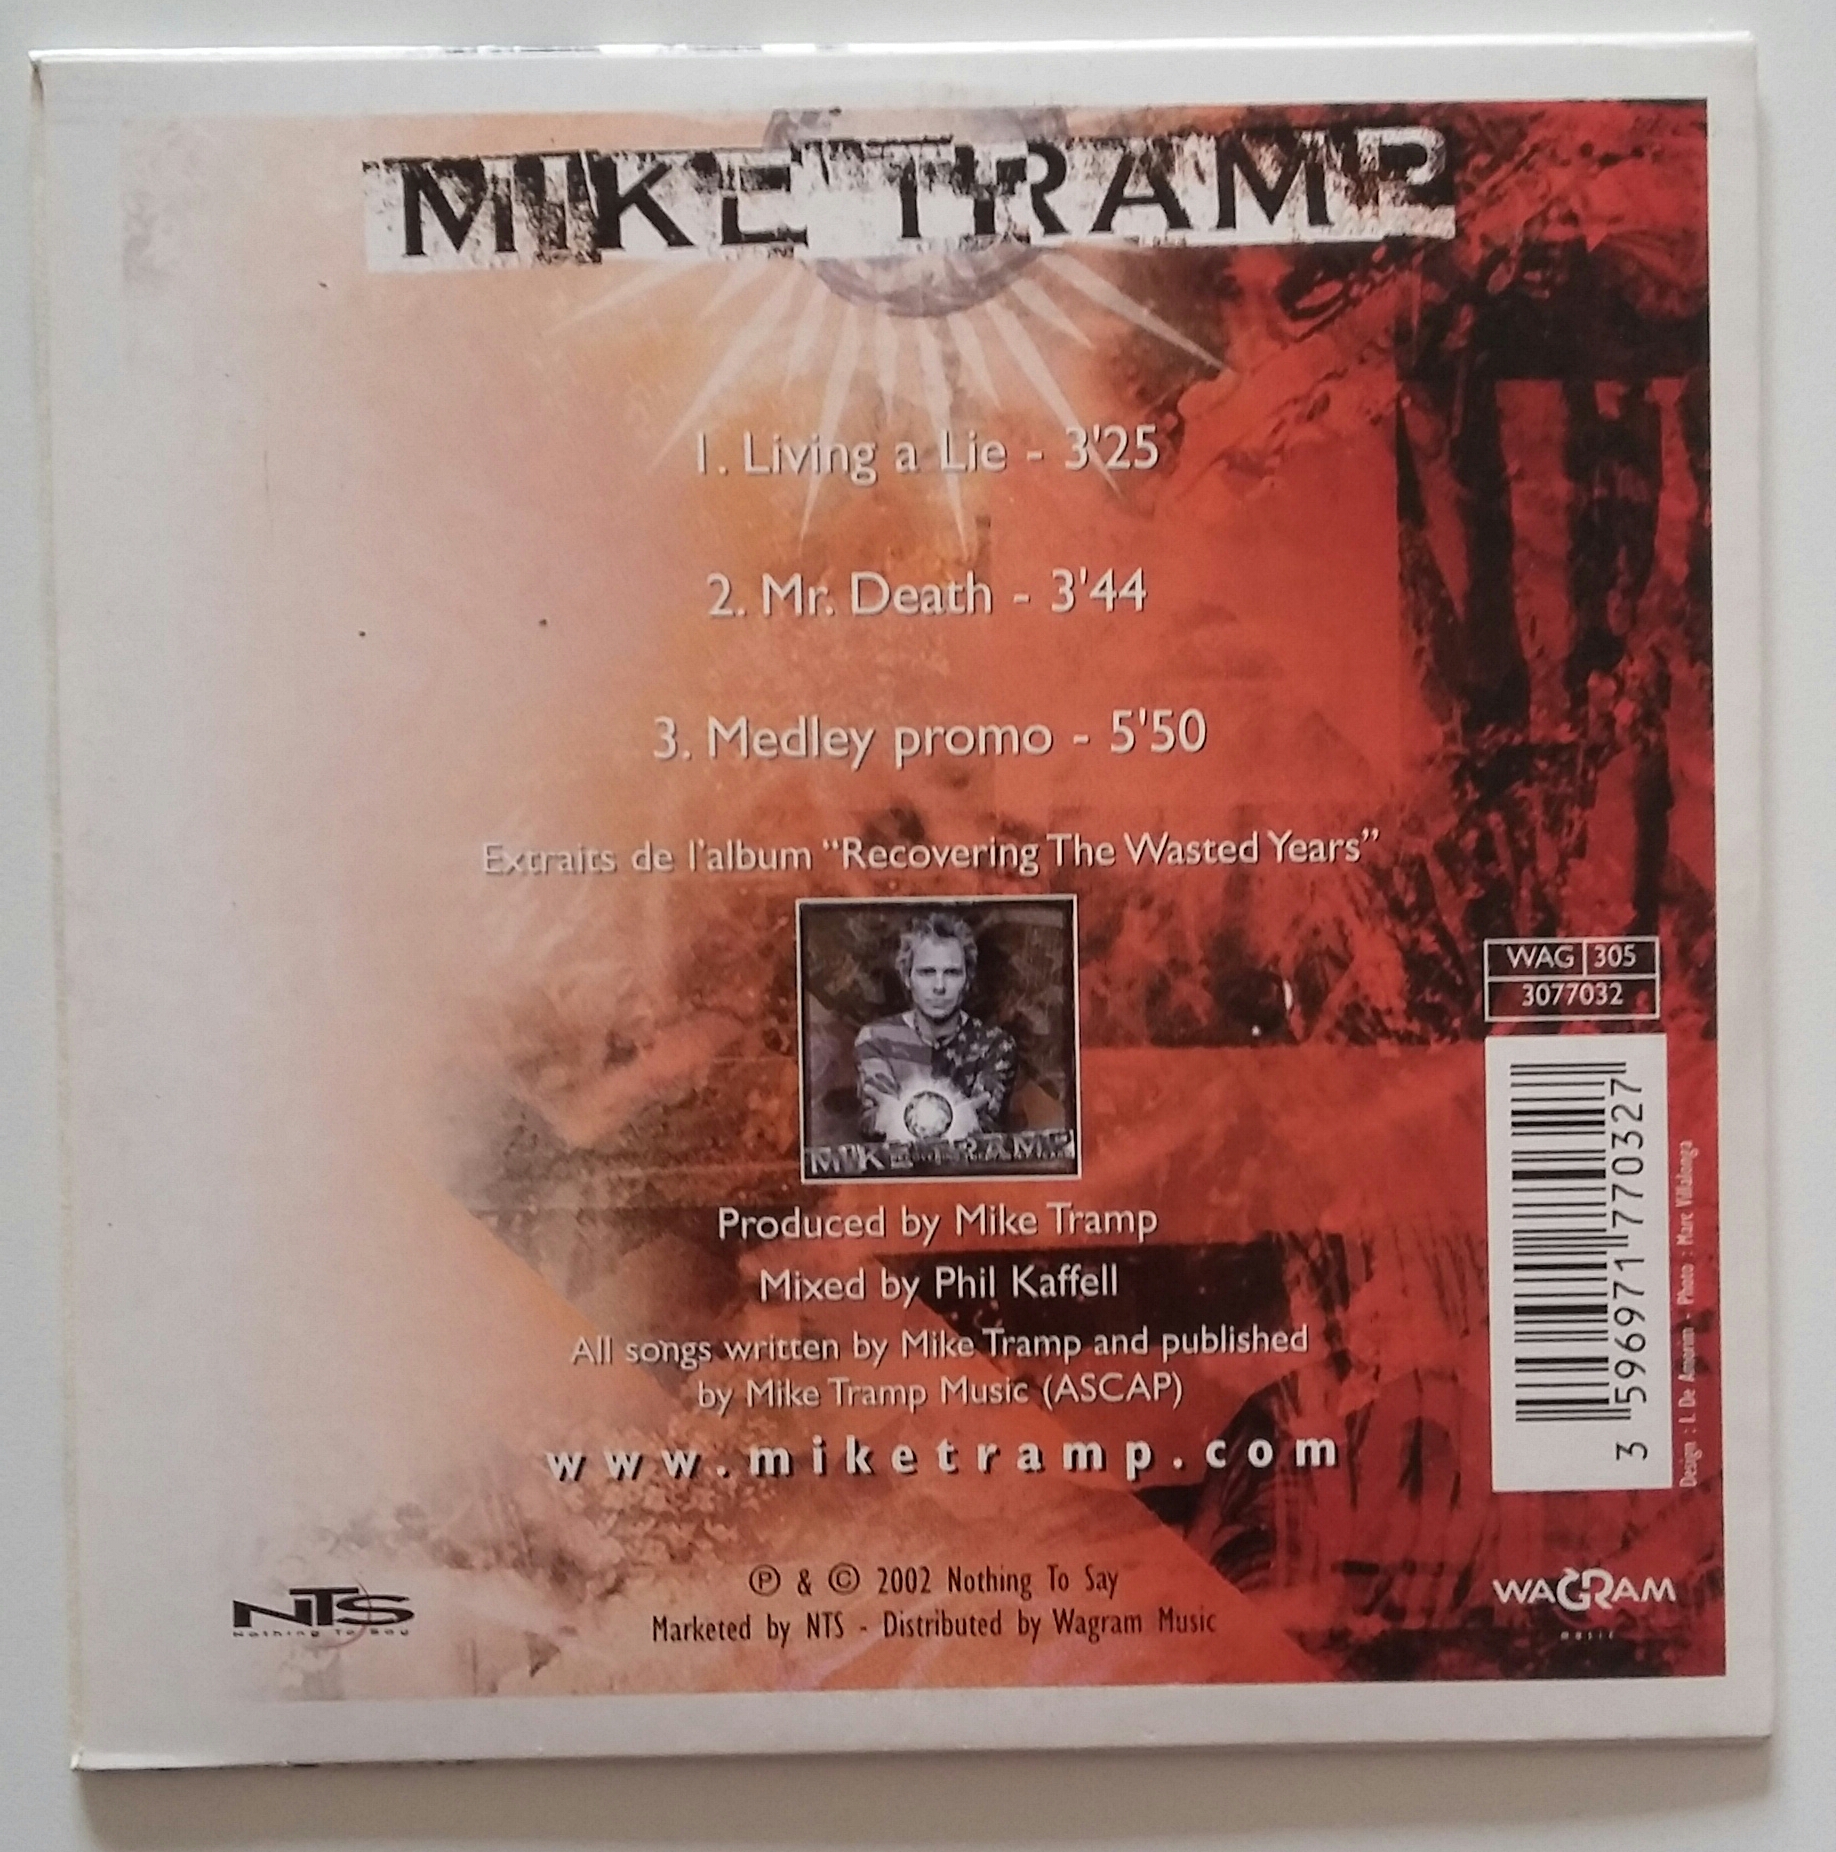 MIKE TRAMP
1. Living a Lie - 3'25
2. Mr. Death - 3'44
3. Medley promo - 5'50
Extraits de l'album “Recovering The Wasted Years”
MIKE TRAMP
Produced by Mike Tramp
Mixed by Phil Kaffell
All songs written by Mike Tramp and published
by Mike Tramp Music (ASCAP)
www.miketramp.com
℗ & © 2002 Nothing To Say
Marketed by NTS - Distributed by Wagram Music
NTS
Nothing To Say
WAG 305
3077032
3 596971 770327
Design : I. De Amorim - Photo : Marc Villalonga
WAGRAM
music